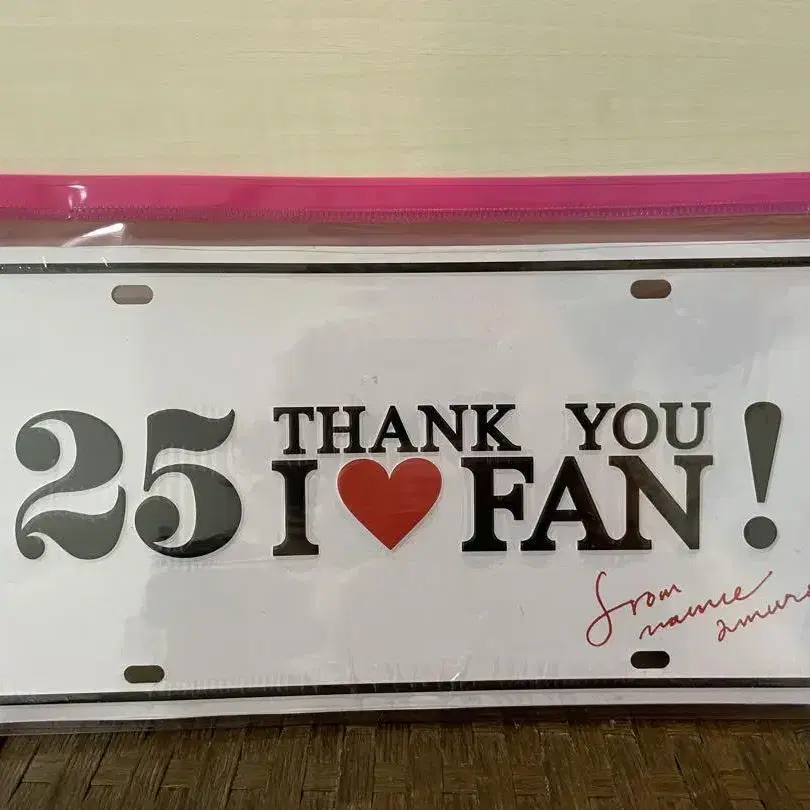 25 THANK YOU
I ❤ FAN!
from
namie
amuro